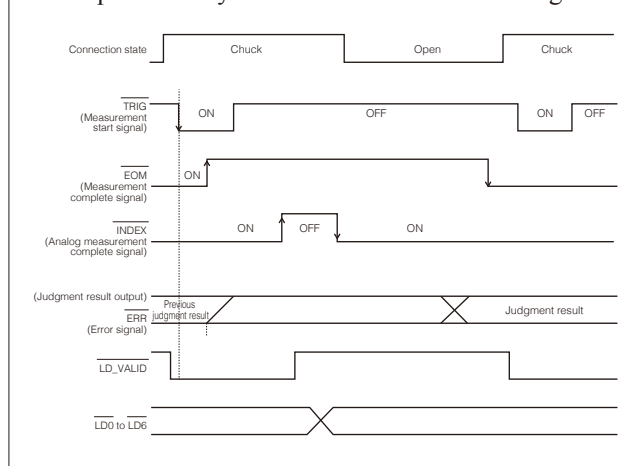 Connection state Chuck Open Chuck
TRIG
(Measurement
start signal)
ON OFF ON OFF
EOM
(Measurement
complete signal)
ON
INDEX
(Analog measurement
complete signal)
ON OFF ON
(Judgment result output)
ERR
(Error signal)
Previous
judgment result
Judgment result
LD_VALID
LD0 to LD6